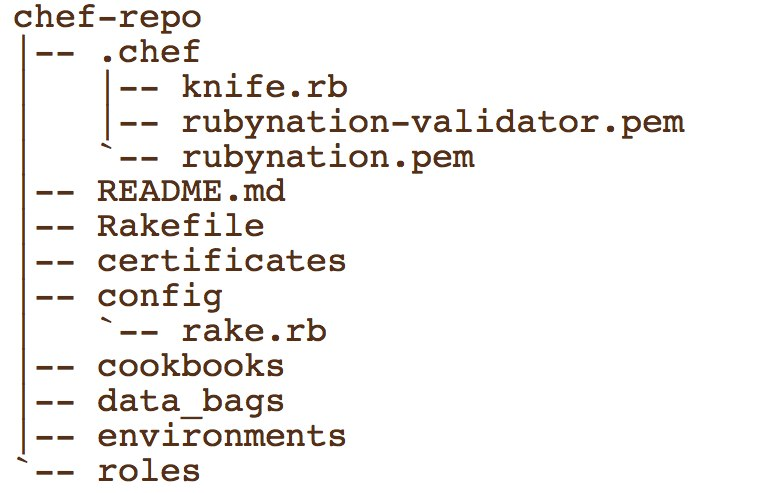 chef-repo
|-- .chef
|   |-- knife.rb
|   |-- rubynation-validator.pem
|   `-- rubynation.pem
|-- README.md
|-- Rakefile
|-- certificates
|-- config
|   `-- rake.rb
|-- cookbooks
|-- data_bags
|-- environments
`-- roles